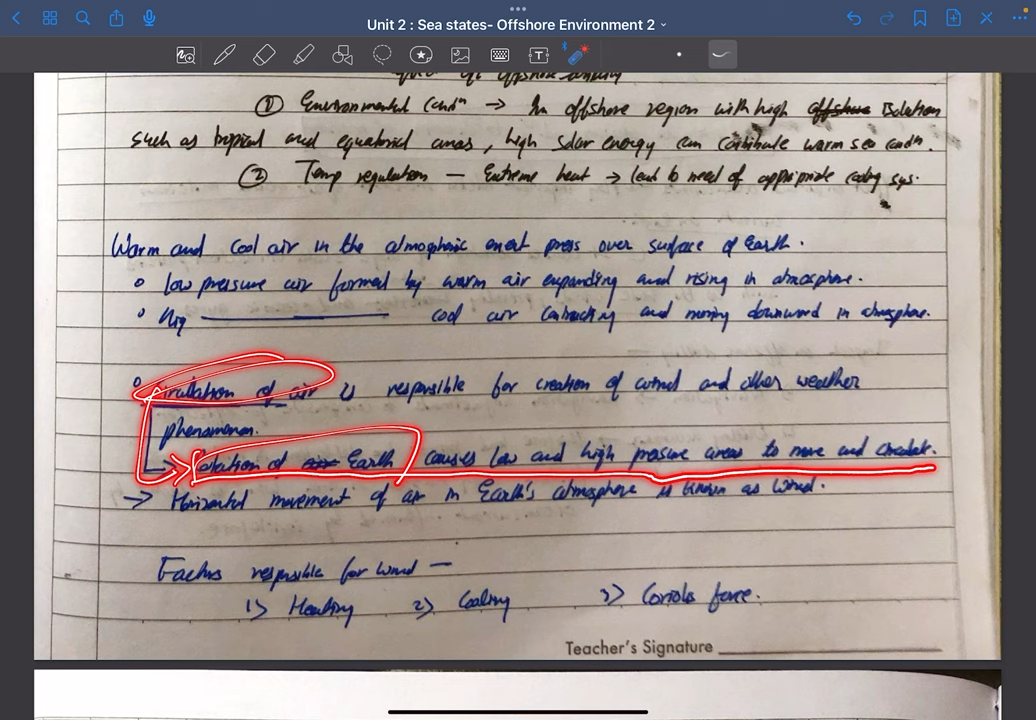 Unit 2 : Sea states- Offshore Environment 2
T
① Environmental Condⁿ → In offshore region with high Isolation
such as tropical and equatorial areas, high solar energy can contribute warm sea condⁿ.
② Temp regulation — Extreme heat → lead to need of appropriate cooling sys.
Warm and cool air in the atmospheric exert press over surface of Earth.
low pressure air formed by warm air expanding and rising in atmosphere.
Hig cool air contracting and moving downward in atmosphere.
Circulation of air is responsible for creation of wind and other weather
phenomenon.
Rotation of Earth causes low and high pressure areas to move and circulate.
→ Horizontal movement of air in Earth's atmosphere is known as Wind.
Factors responsible for wind —
1) Heating 2) Cooling 3) Coriolis force.
Teacher's Signature